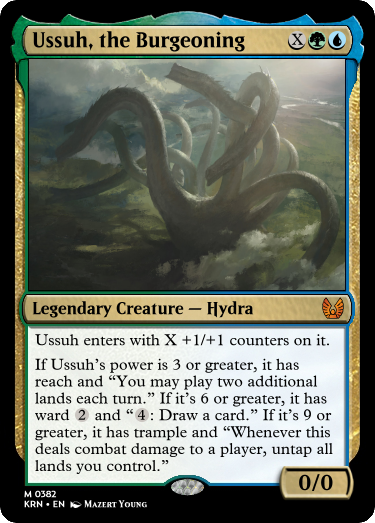 Ussuh, the Burgeoning X
Legendary Creature — Hydra
Ussuh enters with X +1/+1 counters on it.
If Ussuh's power is 3 or greater, it has
reach and “You may play two additional
lands each turn.” If it's 6 or greater, it has
ward 2 and “4: Draw a card.” If it's 9 or
greater, it has trample and “Whenever this
deals combat damage to a player, untap all
lands you control.”
0/0
M 0382
KRN • EN Mazert Young